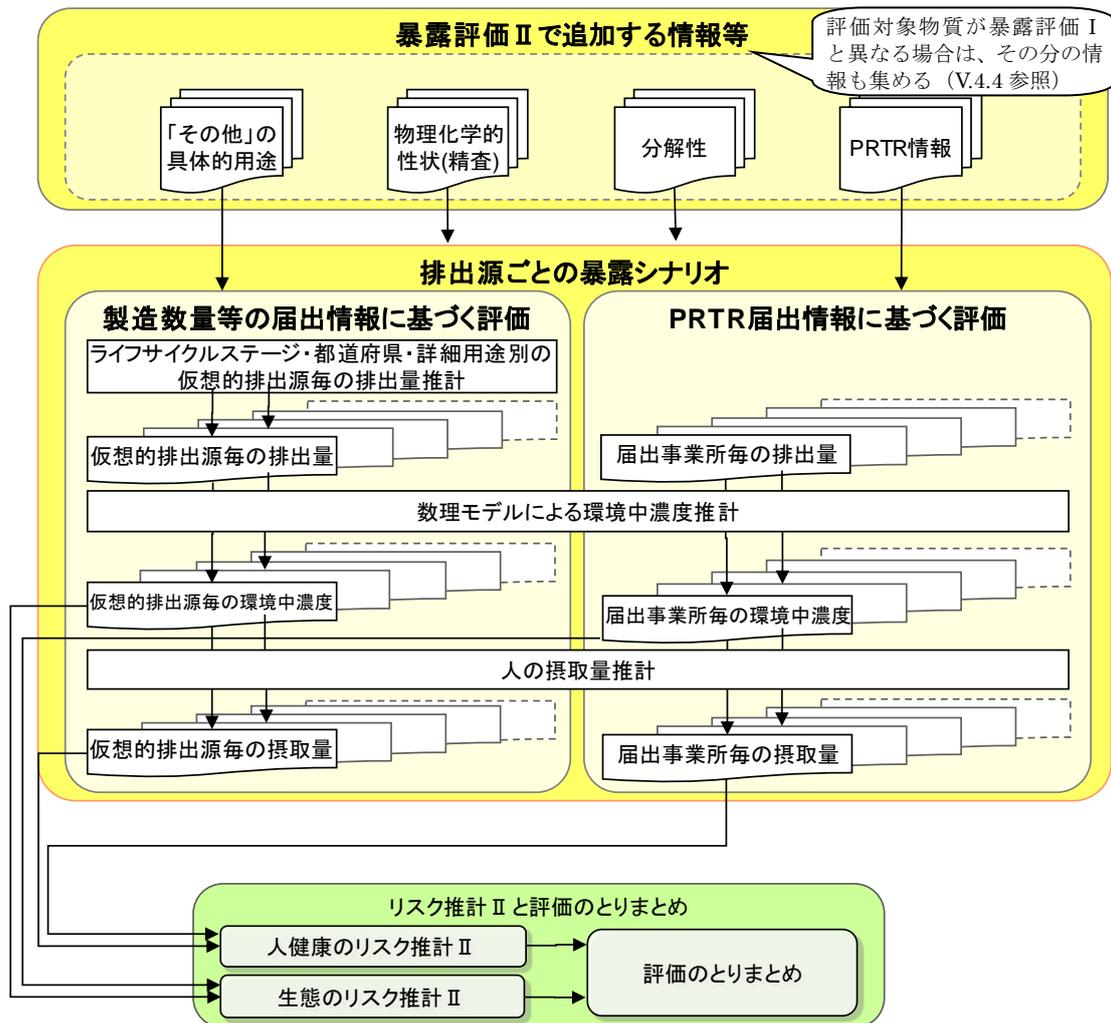 暴露評価Ⅱで追加する情報等
評価対象物質が暴露評価Ⅰ
と異なる場合は、その分の情
報も集める（V.4.4 参照）
「その他」の
具体的用途
物理化学的
性状(精査)
分解性
PRTR情報
排出源ごとの暴露シナリオ
製造数量等の届出情報に基づく評価
PRTR届出情報に基づく評価
ライフサイクルステージ・都道府県・詳細用途別の
仮想的排出源毎の排出量推計
仮想的排出源毎の排出量
届出事業所毎の排出量
数理モデルによる環境中濃度推計
仮想的排出源毎の環境中濃度
届出事業所毎の環境中濃度
人の摂取量推計
仮想的排出源毎の摂取量
届出事業所毎の摂取量
リスク推計Ⅱと評価のとりまとめ
人健康のリスク推計Ⅱ
生態のリスク推計Ⅱ
評価のとりまとめ